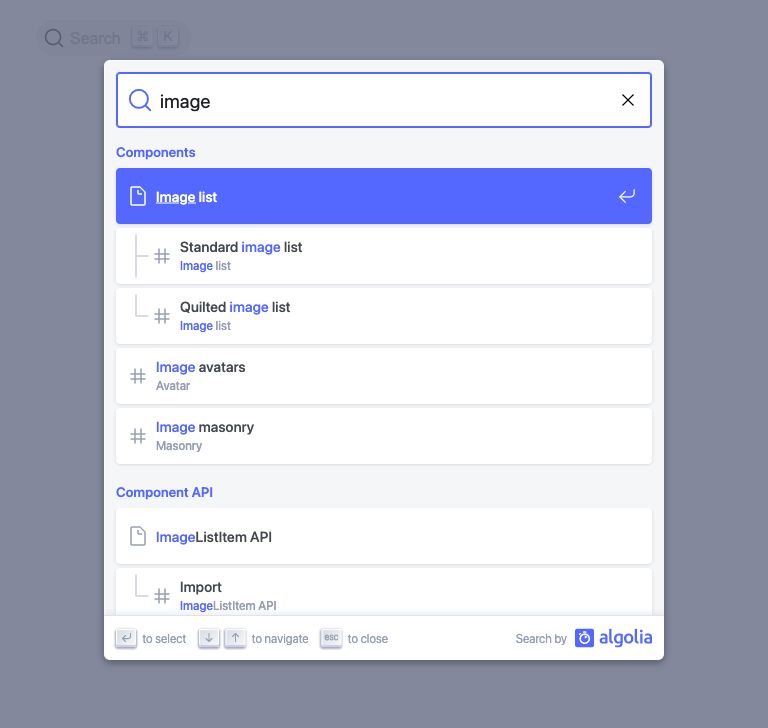 Search ⌘ K
image
Components
Image list
Standard image list
Image list
Quilted image list
Image list
Image avatars
Avatar
Image masonry
Masonry
Component API
ImageListItem API
Import
ImageListItem API
to select to navigate esc to close Search by algolia